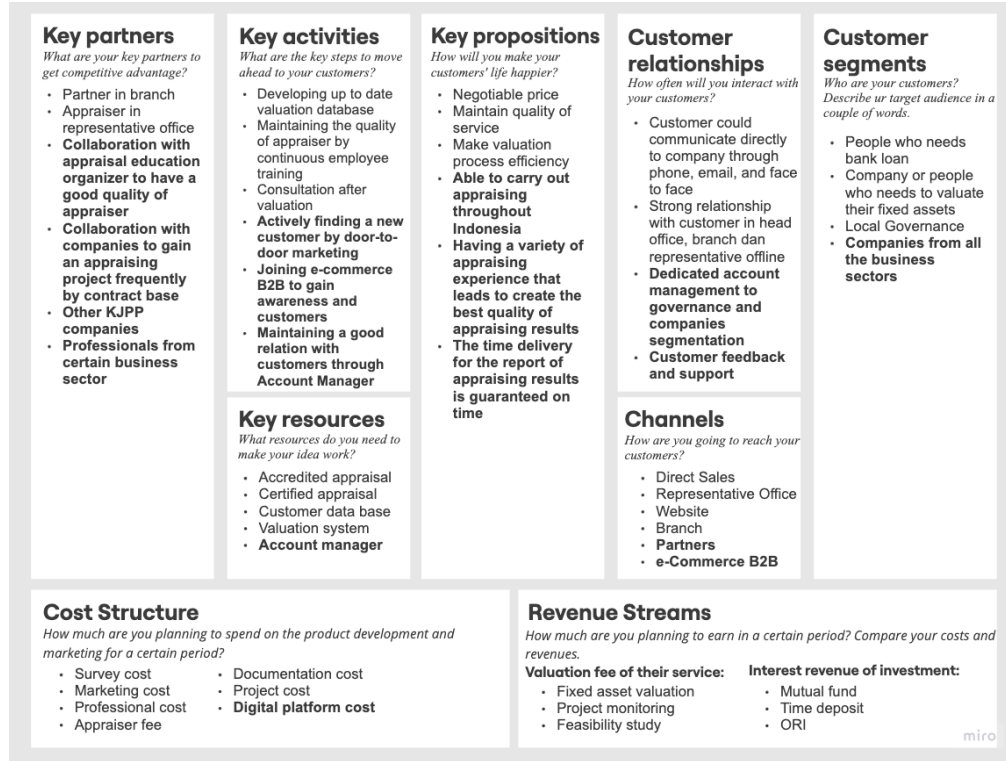 Key partners
What are your key partners to
get competitive advantage?
• Partner in branch
• Appraiser in
representative office
• Collaboration with
appraisal education
organizer to have a
good quality of
appraiser
• Collaboration with
companies to gain
an appraising
project frequently
by contract base
• Other KJPP
companies
• Professionals from
certain business
sector
Key activities
What are the key steps to move
ahead to your customers?
• Developing up to date
valuation database
• Maintaining the quality
of appraiser by
continuous employee
training
• Consultation after
valuation
• Actively finding a new
customer by door-to-
door marketing
• Joining e-commerce
B2B to gain
awareness and
customers
• Maintaining a good
relation with
customers through
Account Manager
Key resources
What resources do you need to
make your idea work?
• Accredited appraisal
• Certified appraisal
• Customer data base
• Valuation system
• Account manager
Key propositions
How will you make your
customers' life happier?
• Negotiable price
• Maintain quality of
service
• Make valuation
process efficiency
• Able to carry out
appraising
throughout
Indonesia
• Having a variety of
appraising
experience that
leads to create the
best quality of
appraising results
• The time delivery
for the report of
appraising results
is guaranteed on
time
Customer
relationships
How often will you interact with
your customers?
• Customer could
communicate directly
to company through
phone, email, and face
to face
• Strong relationship
with customer in head
office, branch dan
representative offline
• Dedicated account
management to
governance and
companies
segmentation
• Customer feedback
and support
Channels
How are you going to reach your
customers?
• Direct Sales
• Representative Office
• Website
• Branch
• Partners
• e-Commerce B2B
Customer
segments
Who are your customers?
Describe ur target audience in a
couple of words.
• People who needs
bank loan
• Company or people
who needs to valuate
their fixed assets
• Local Governance
• Companies from all
the business
sectors
Cost Structure
How much are you planning to spend on the product development and
marketing for a certain period?
• Survey cost
• Marketing cost
• Professional cost
• Appraiser fee
• Documentation cost
• Project cost
• Digital platform cost
Revenue Streams
How much are you planning to earn in a certain period? Compare your costs and
revenues.
Valuation fee of their service:
• Fixed asset valuation
• Project monitoring
• Feasibility study
Interest revenue of investment:
• Mutual fund
• Time deposit
• ORI
miro